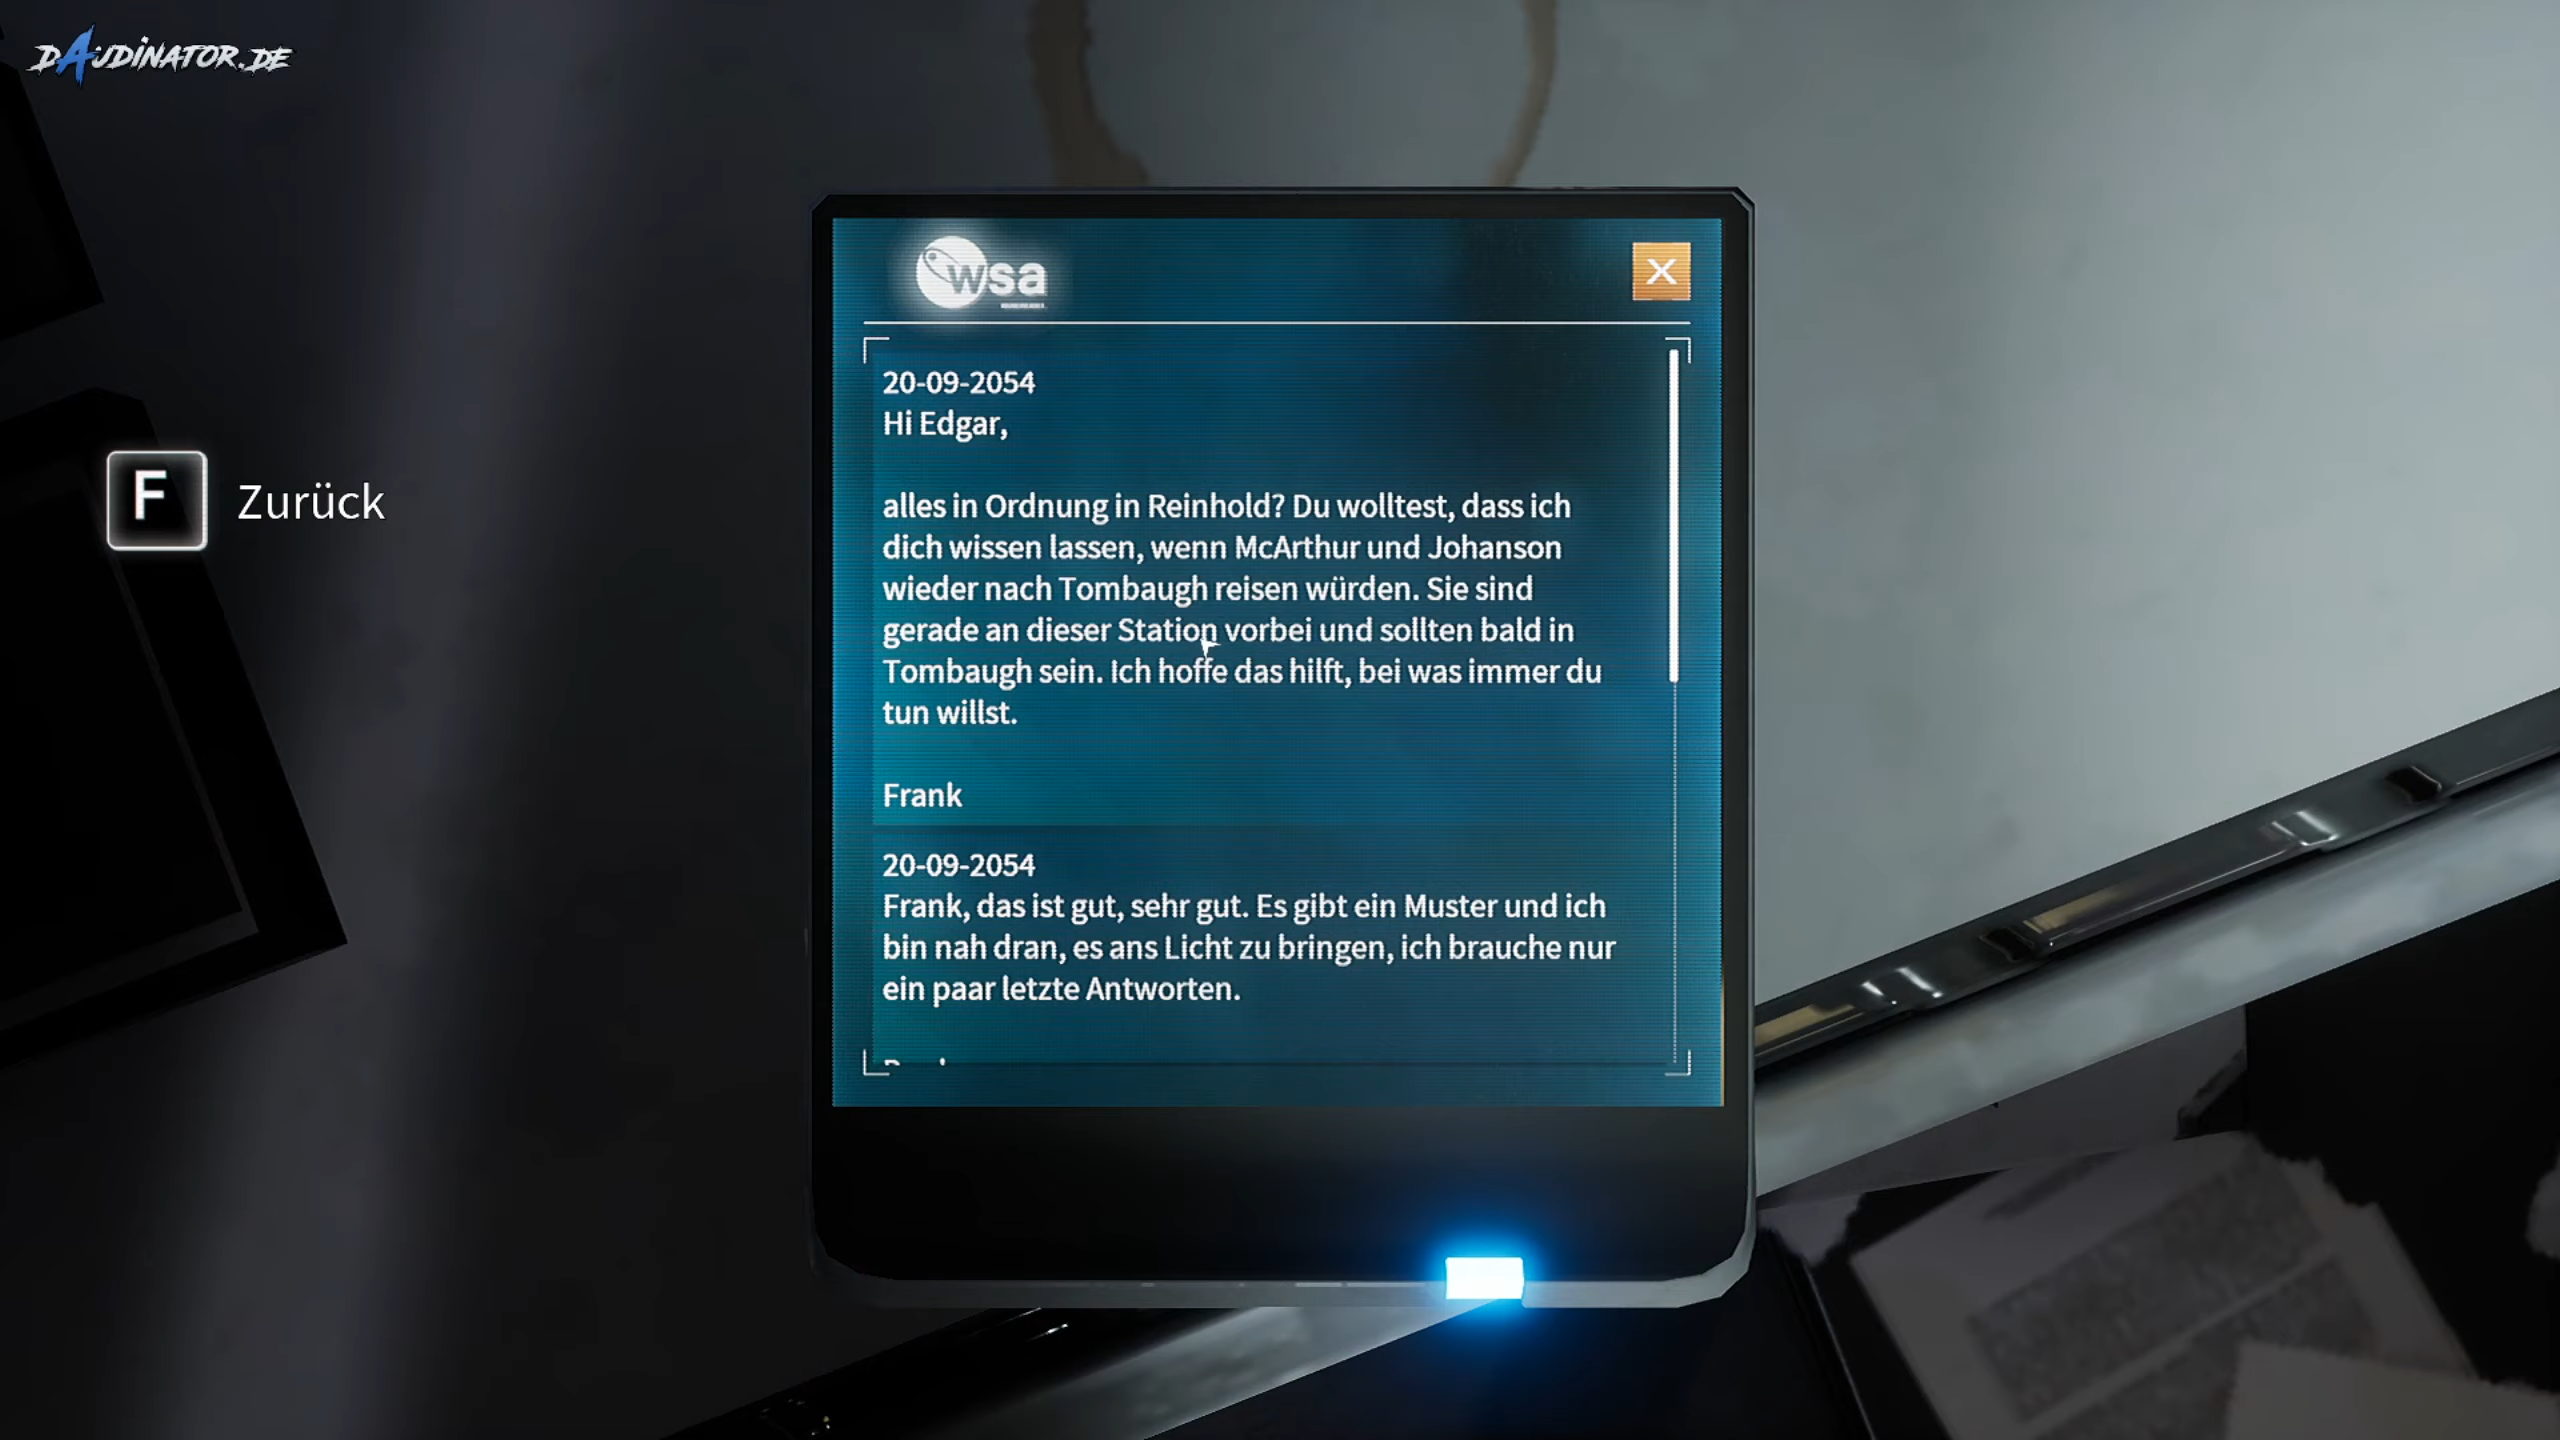 DAUDINATOR.DE
wsa
20-09-2054
Hi Edgar,
alles in Ordnung in Reinhold? Du wolltest, dass ich
dich wissen lassen, wenn McArthur und Johanson
wieder nach Tombaugh reisen würden. Sie sind
gerade an dieser Station vorbei und sollten bald in
Tombaugh sein. Ich hoffe das hilft, bei was immer du
tun willst.
Frank
20-09-2054
Frank, das ist gut, sehr gut. Es gibt ein Muster und ich
bin nah dran, es ans Licht zu bringen, ich brauche nur
ein paar letzte Antworten.
F Zurück